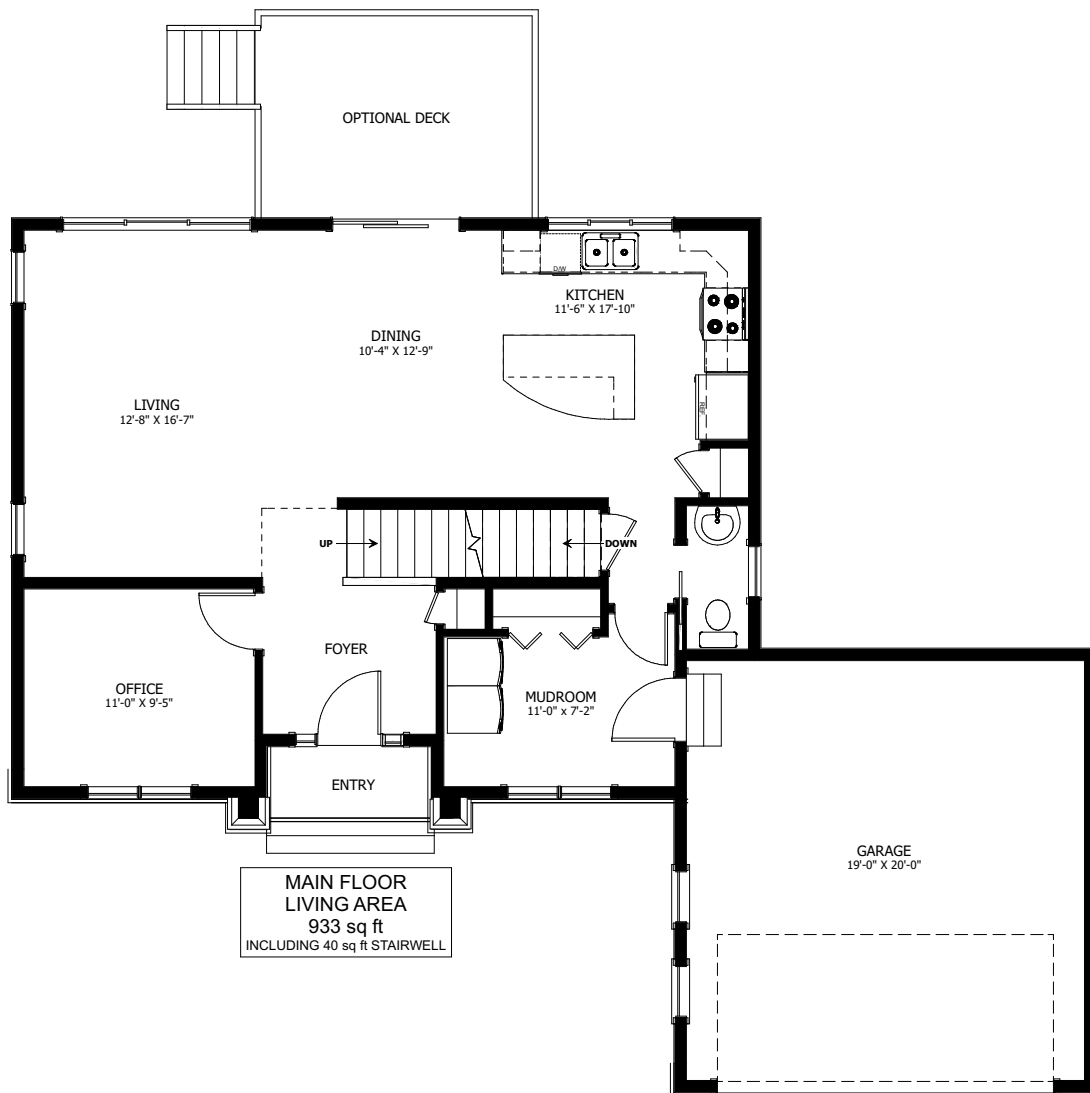 OPTIONAL DECK
D/W
KITCHEN
11'-6" X 17'-10"
DINING
10'-4" X 12'-9"
LIVING
12'-8" X 16'-7"
REF
UP
DOWN
FOYER
OFFICE
11'-0" X 9'-5"
MUDROOM
11'-0" x 7'-2"
ENTRY
GARAGE
19'-0" X 20'-0"
MAIN FLOOR
LIVING AREA
933 sq ft
INCLUDING 40 sq ft STAIRWELL